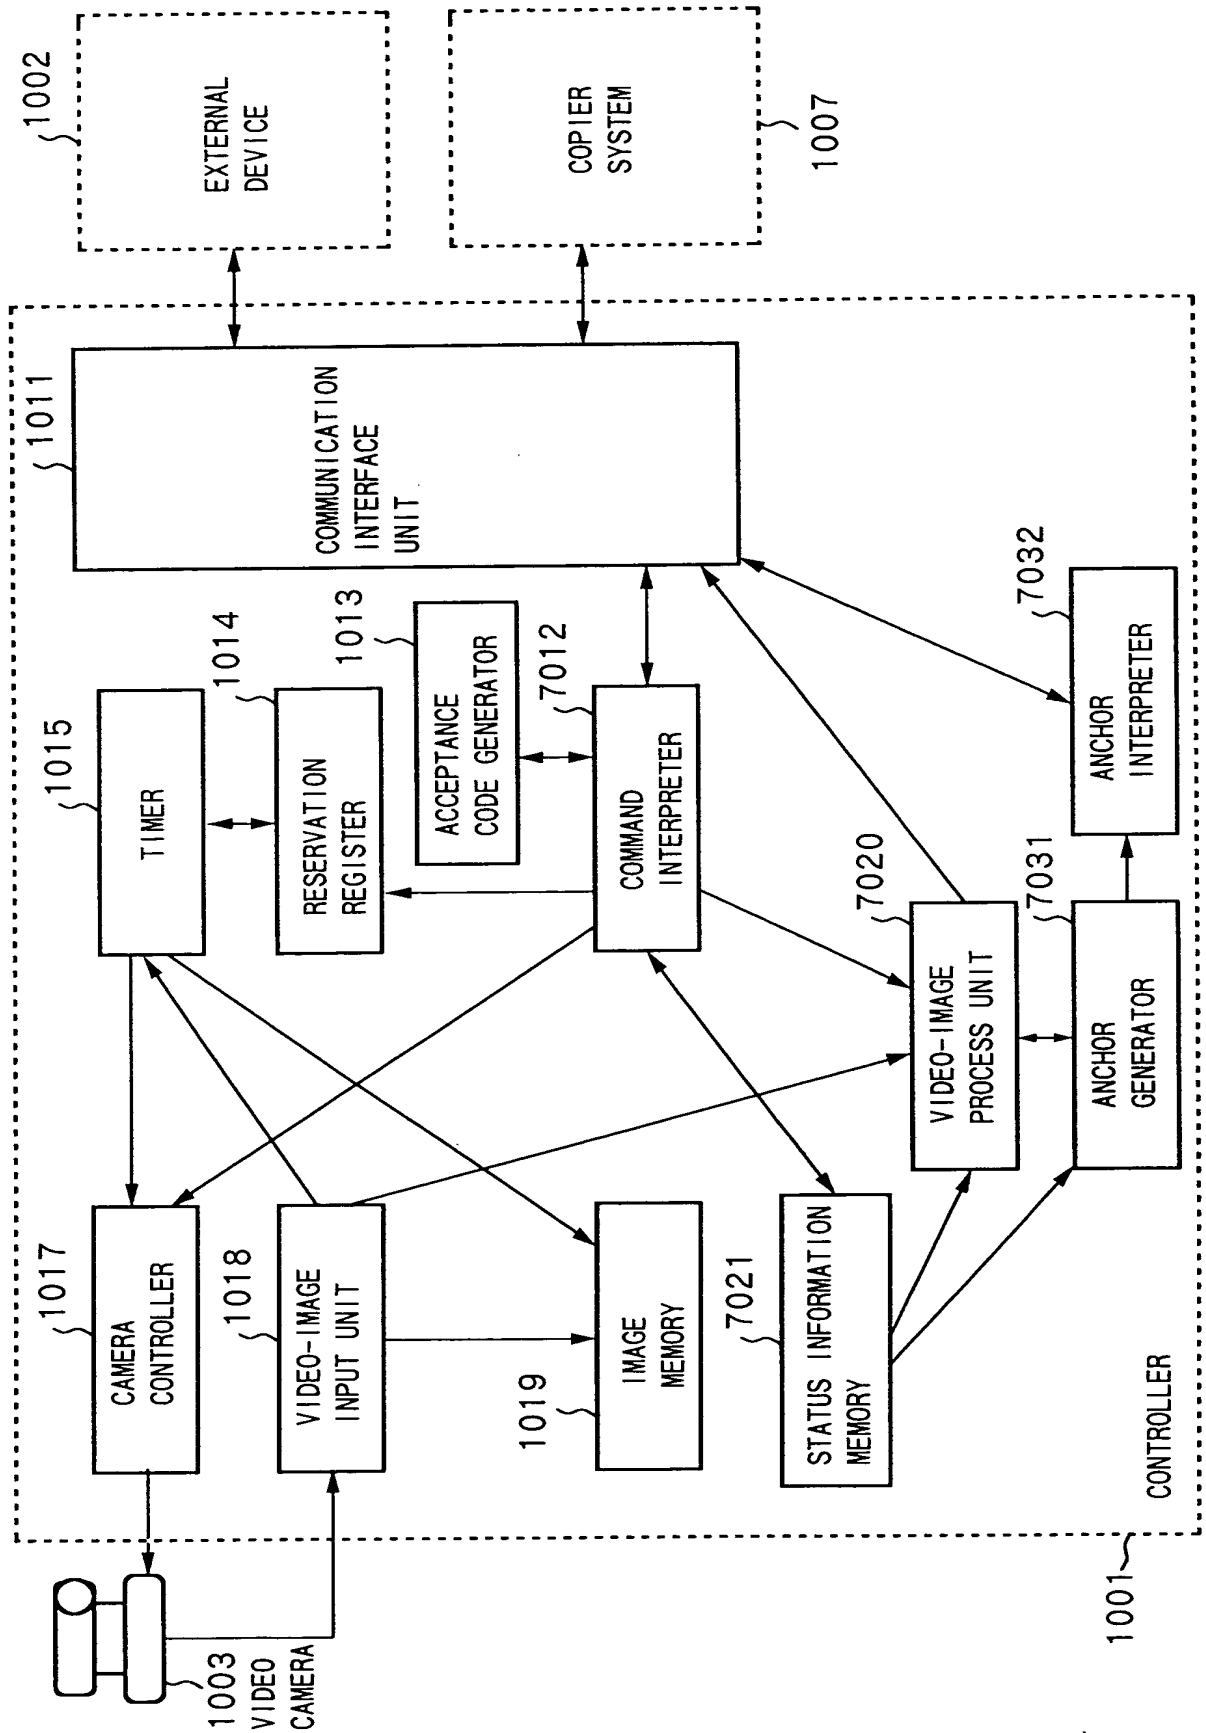 1003
VIDEO
CAMERA
1017
CAMERA
CONTROLLER
1015
TIMER
1011
COMMUNICATION
INTERFACE
UNIT
1002
EXTERNAL
DEVICE
1018
VIDEO-IMAGE
INPUT UNIT
1014
RESERVATION
REGISTER
1013
ACCEPTANCE
CODE GENERATOR
COPIER
SYSTEM
1007
1019
IMAGE
MEMORY
7012
COMMAND
INTERPRETER
7021
STATUS INFORMATION
MEMORY
7020
VIDEO-IMAGE
PROCESS UNIT
7031
ANCHOR
GENERATOR
7032
ANCHOR
INTERPRETER
CONTROLLER
1001